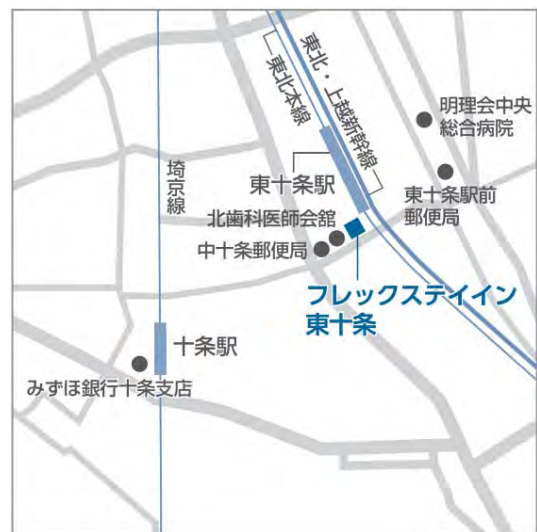 東北・上越新幹線
東北本線
明理会中央
総合病院
埼京線
東十条駅
東十条駅前
郵便局
北歯科医師会舘
中十条郵便局
フレックステイイン
東十条
十条駅
みずほ銀行十条支店